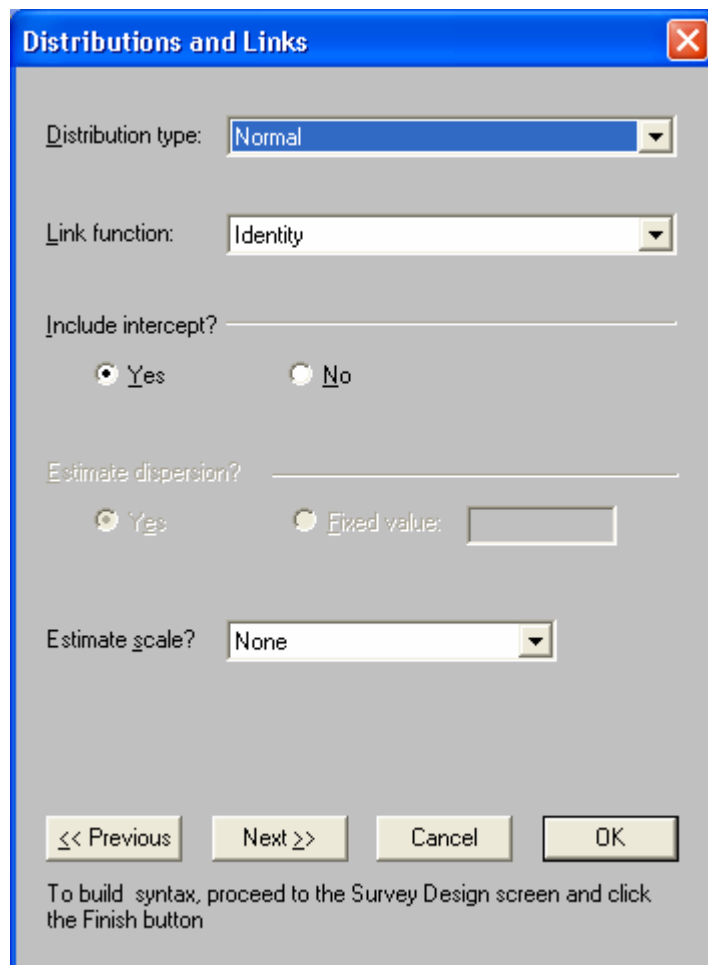 Distributions and Links
Distribution type: Normal
Link function: Identity
Include intercept?
Yes No
Estimate dispersion?
Yes Fixed value:
Estimate scale? None
<< Previous Next >> Cancel OK
To build syntax, proceed to the Survey Design screen and click
the Finish button